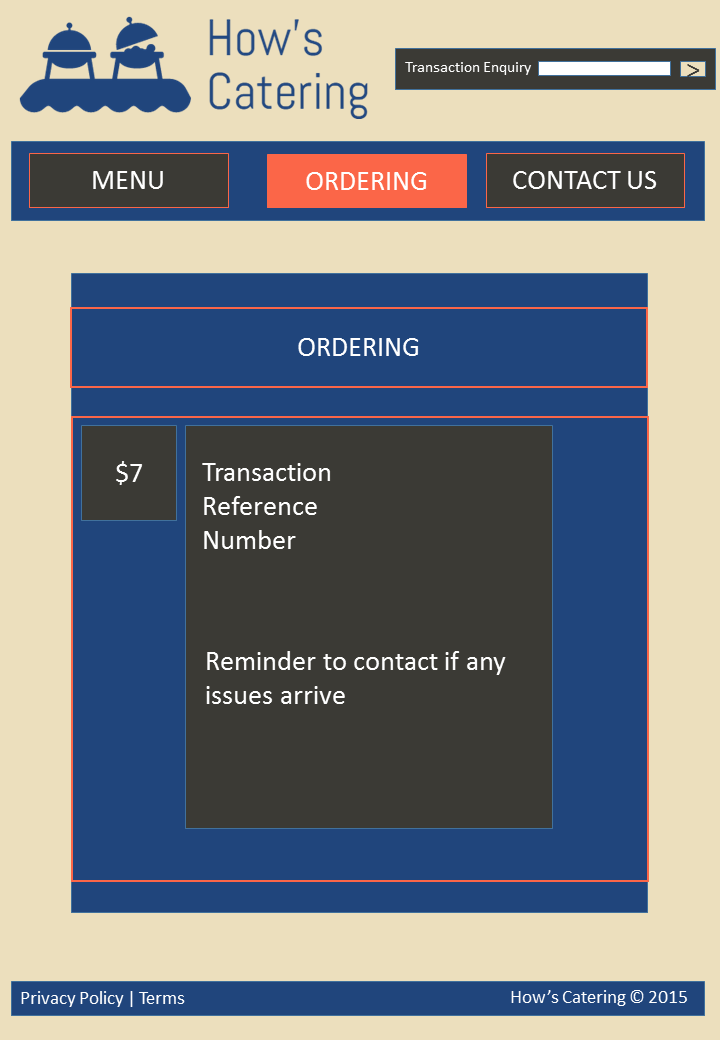 How's
Catering
Transaction Enquiry
>
MENU
ORDERING
CONTACT US
ORDERING
$7
Transaction
Reference
Number
Reminder to contact if any
issues arrive
Privacy Policy | Terms
How’s Catering © 2015